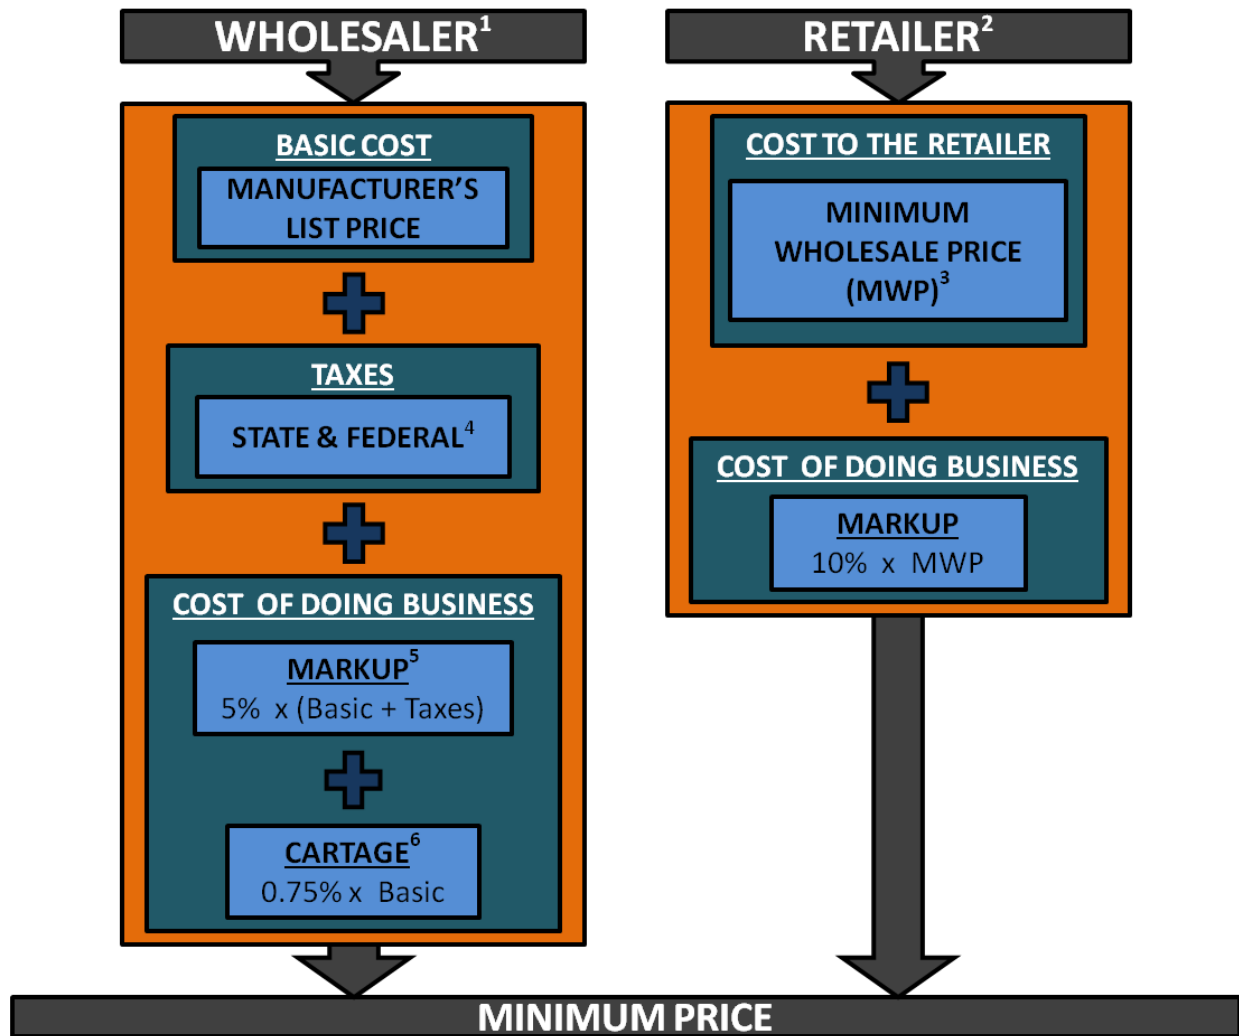 WHOLESALER¹
BASIC COST
MANUFACTURER’S
LIST PRICE
TAXES
STATE & FEDERAL⁴
COST OF DOING BUSINESS
MARKUP⁵
5% x (Basic + Taxes)
CARTAGE⁶
0.75% x Basic
RETAILER²
COST TO THE RETAILER
MINIMUM
WHOLESALE PRICE
(MWP)³
COST OF DOING BUSINESS
MARKUP
10% x MWP
MINIMUM PRICE